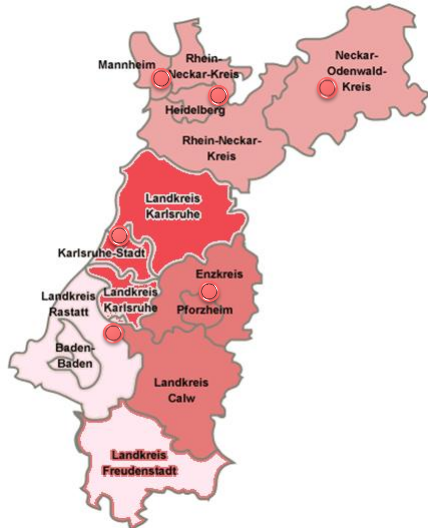 Mannheim
Rhein-
Neckar-Kreis
Neckar-
Odenwald-
Kreis
Heidelberg
Rhein-Neckar-
Kreis
Landkreis
Karlsruhe
Karlsruhe-Stadt
Enzkreis
Landkreis
Karlsruhe
Landkreis
Rastatt
Pforzheim
Baden-
Baden
Landkreis
Calw
Landkreis
Freudenstadt